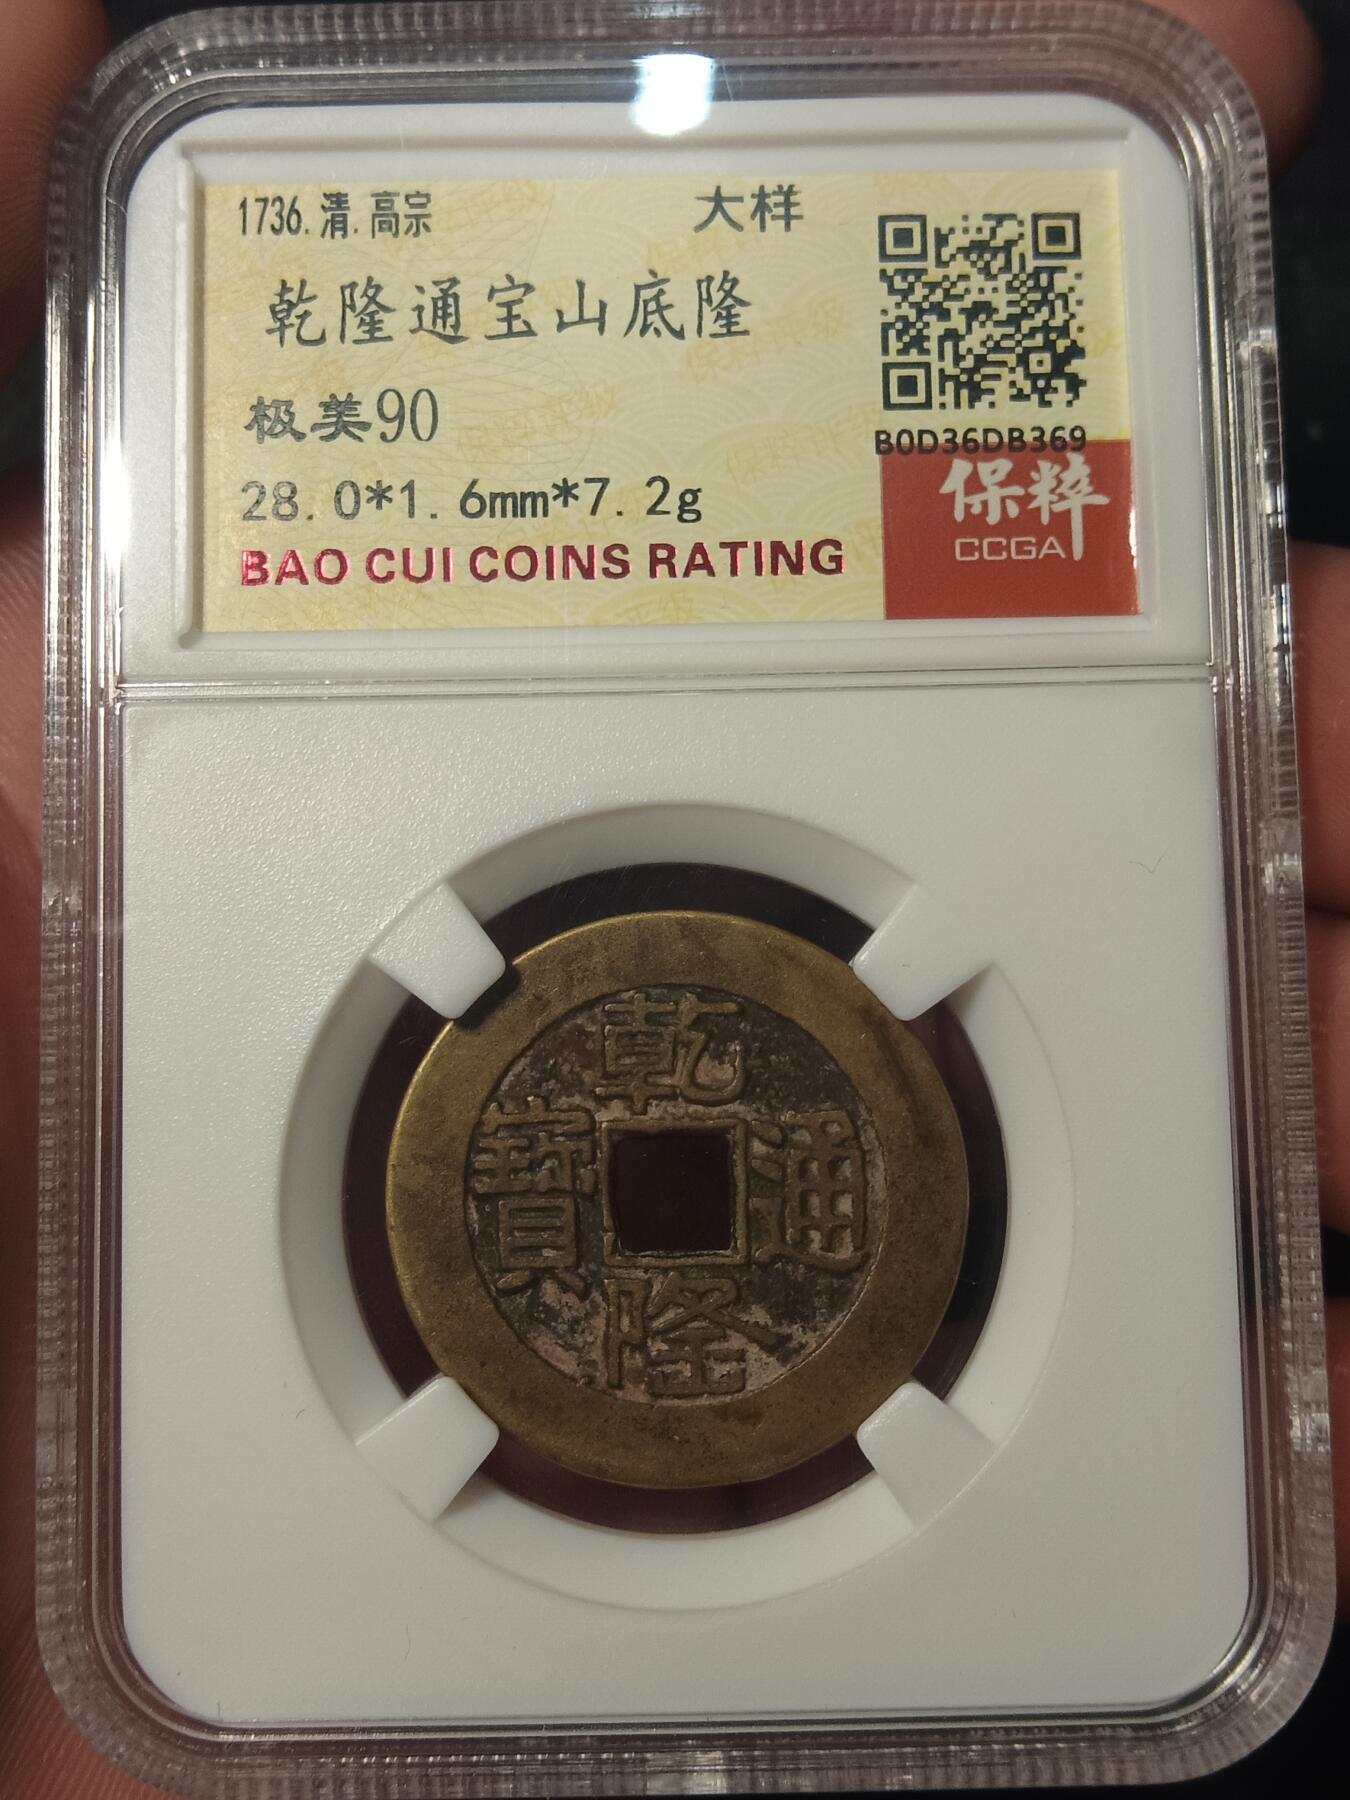 1736.清.高宗
大样
乾隆通宝山底隆
极美90
28.0*1.6mm*7.2g
BAO CUI COINS RATING
B0D36DB369
保粹
CCGA
乾隆通寶